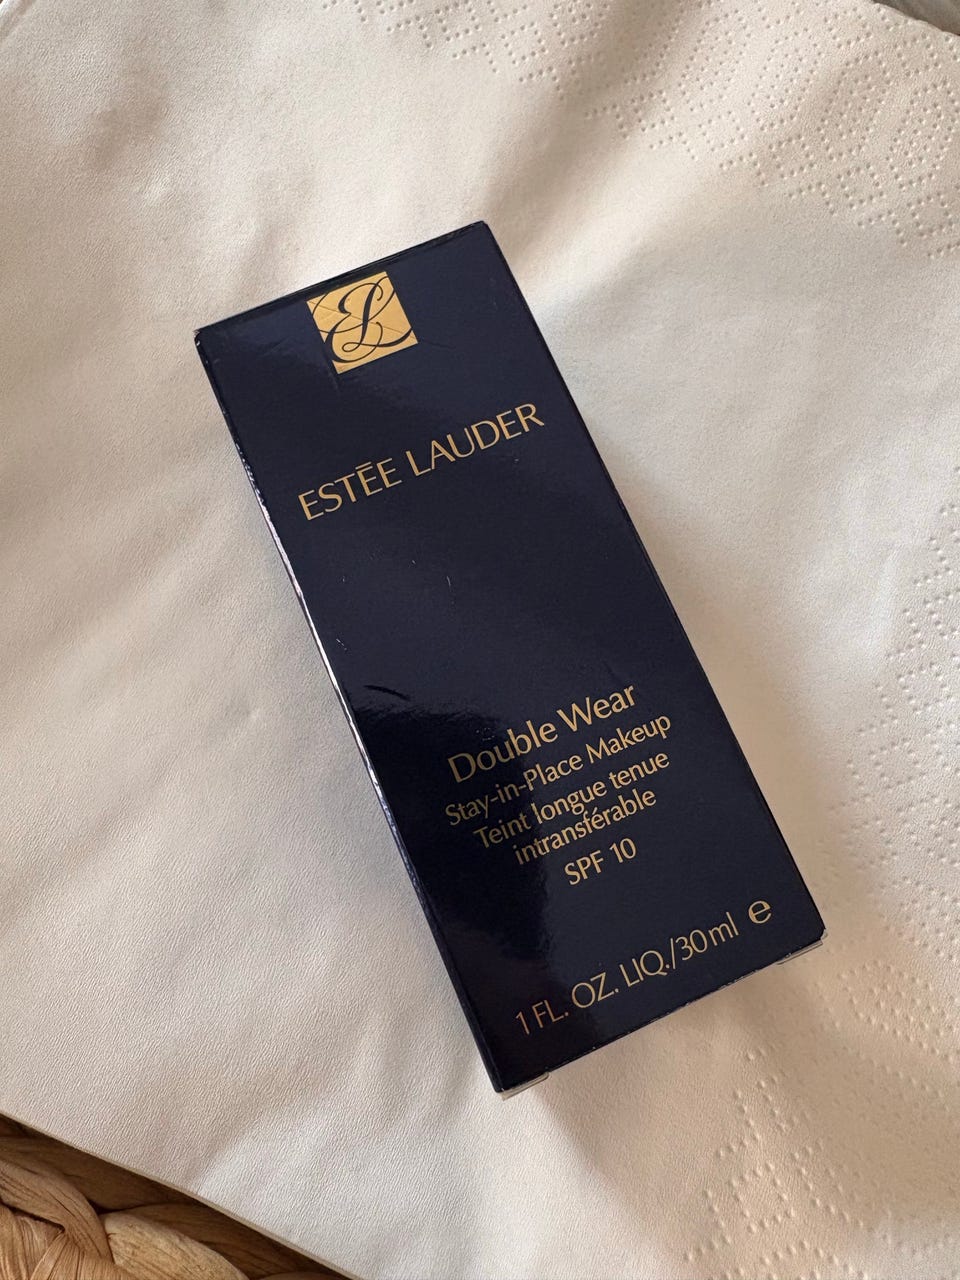 EL
ESTĒE LAUDER
Double Wear
Stay-in-Place Makeup
Teint longue tenue
intransférable
SPF 10
1 FL. OZ. LIQ./30ml ℮